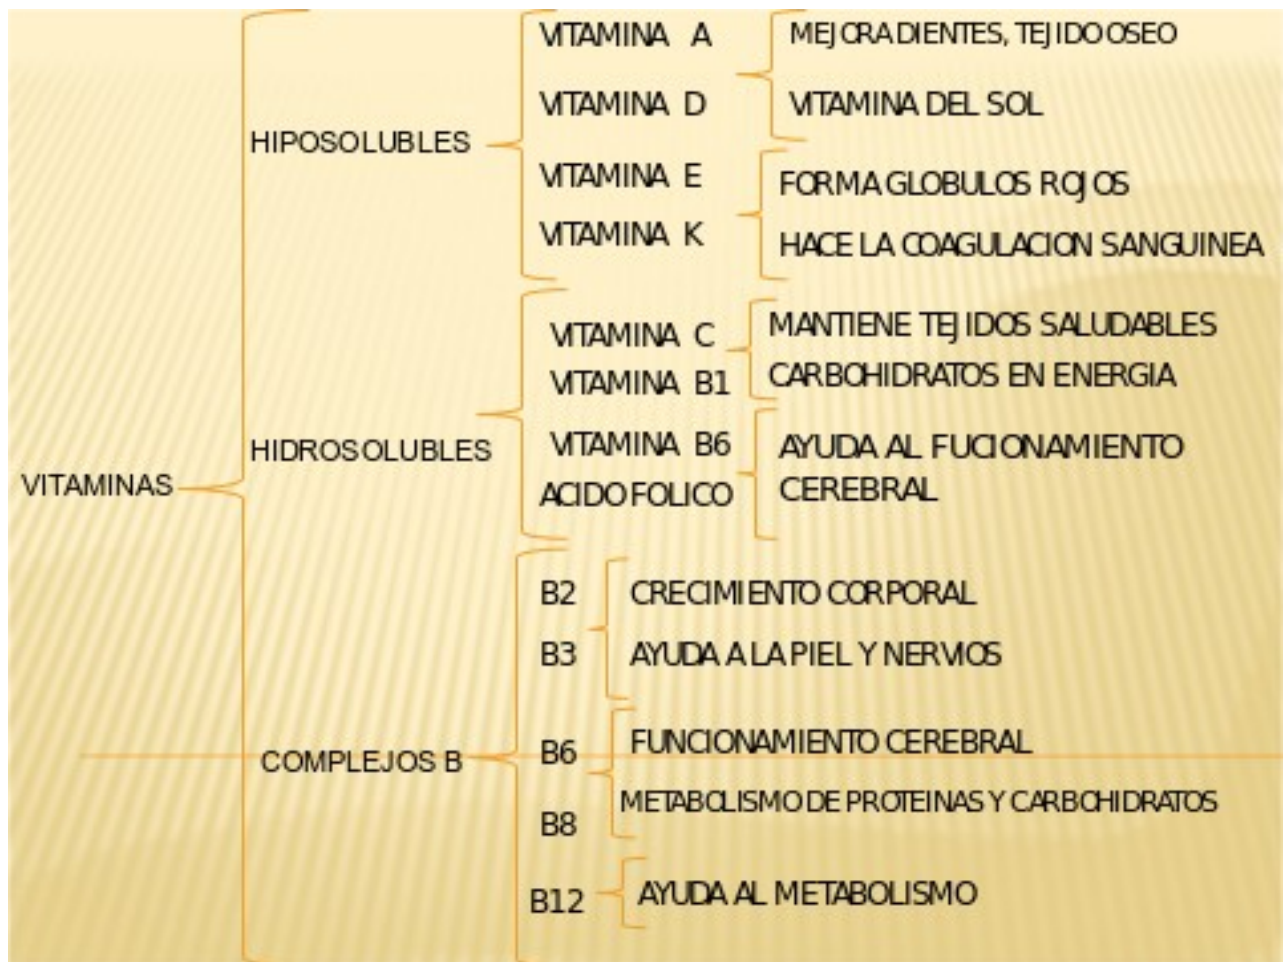 VITAMINAS
HIPOSOLUBLES
VITAMINA A
VITAMINA D
MEJORA DIENTES, TEJIDO OSEO
VITAMINA DEL SOL
VITAMINA E
VITAMINA K
FORMA GLOBULOS ROJOS
HACE LA COAGULACION SANGUINEA
HIDROSOLUBLES
VITAMINA C
VITAMINA B1
MANTIENE TEJIDOS SALUDABLES
CARBOHIDRATOS EN ENERGIA
VITAMINA B6
ACIDO FOLICO
AYUDA AL FUCIONAMIENTO
CEREBRAL
COMPLEJOS B
B2
B3
CRECIMIENTO CORPORAL
AYUDA A LA PIEL Y NERVIOS
B6
B8
FUNCIONAMIENTO CEREBRAL
METABOLISMO DE PROTEINAS Y CARBOHIDRATOS
B12
AYUDA AL METABOLISMO